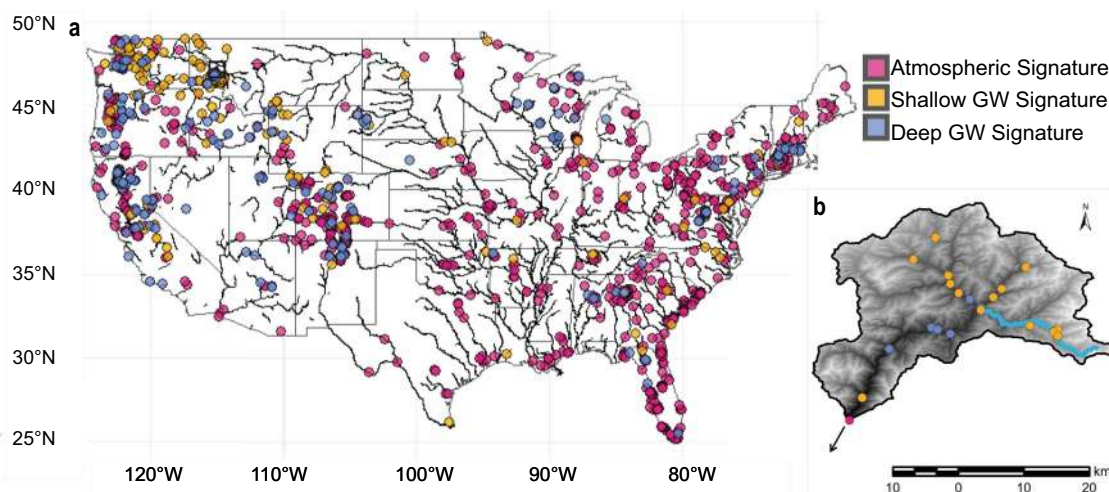 50°N
a
45°N
40°N
35°N
30°N
25°N
120°W 110°W 100°W 90°W 80°W
Atmospheric Signature
Shallow GW Signature
Deep GW Signature
b
N
km
10 0 10 20